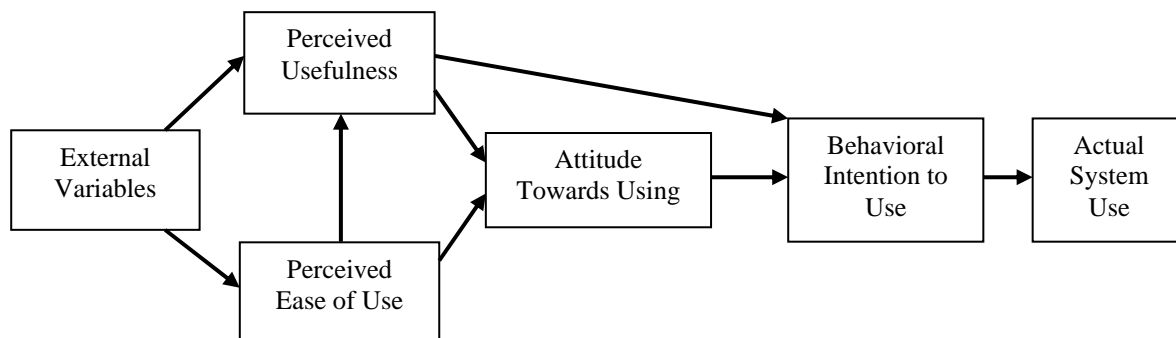 External
Variables
Perceived
Usefulness
Perceived
Ease of Use
Attitude
Towards Using
Behavioral
Intention to
Use
Actual
System
Use